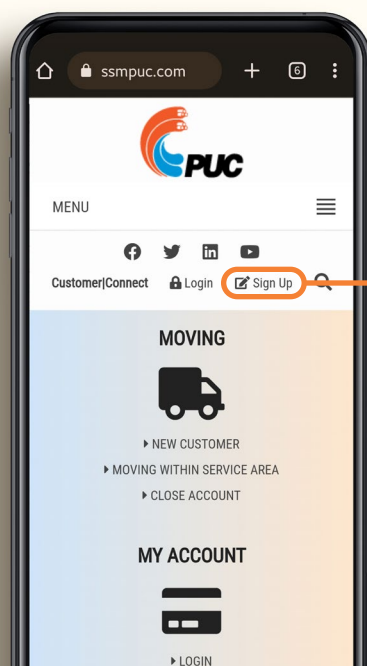 ssmpuc.com + 6
PUC
MENU
Customer|Connect Login Sign Up
MOVING
NEW CUSTOMER
MOVING WITHIN SERVICE AREA
CLOSE ACCOUNT
MY ACCOUNT
LOGIN